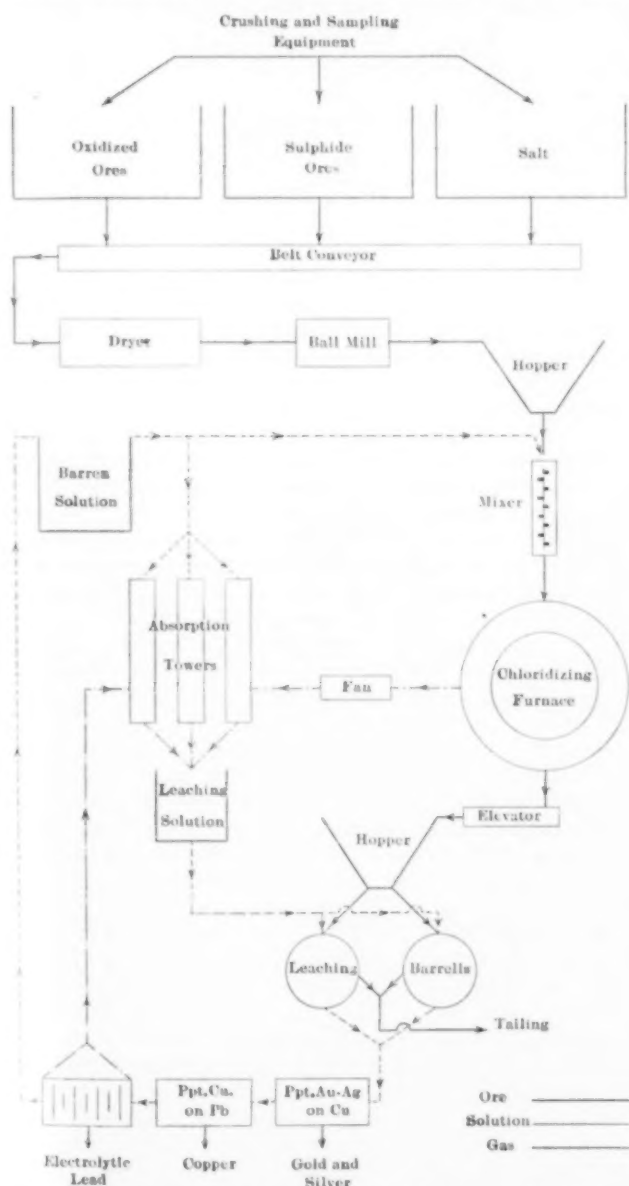 Crushing and Sampling
Equipment
Oxidized
Ores
Sulphide
Ores
Salt
Belt Conveyor
Dryer
Ball Mill
Hopper
Barren
Solution
Mixer
Absorption
Towers
Fan
Chloridizing
Furnace
Leaching
Solution
Elevator
Hopper
Leaching
Barrells
Tailing
Ppt.Cu.
on Pb
Ppt.Au-Ag
on Cu
Ore
Solution
Gas
Electrolytic
Lead
Copper
Gold and
Silver